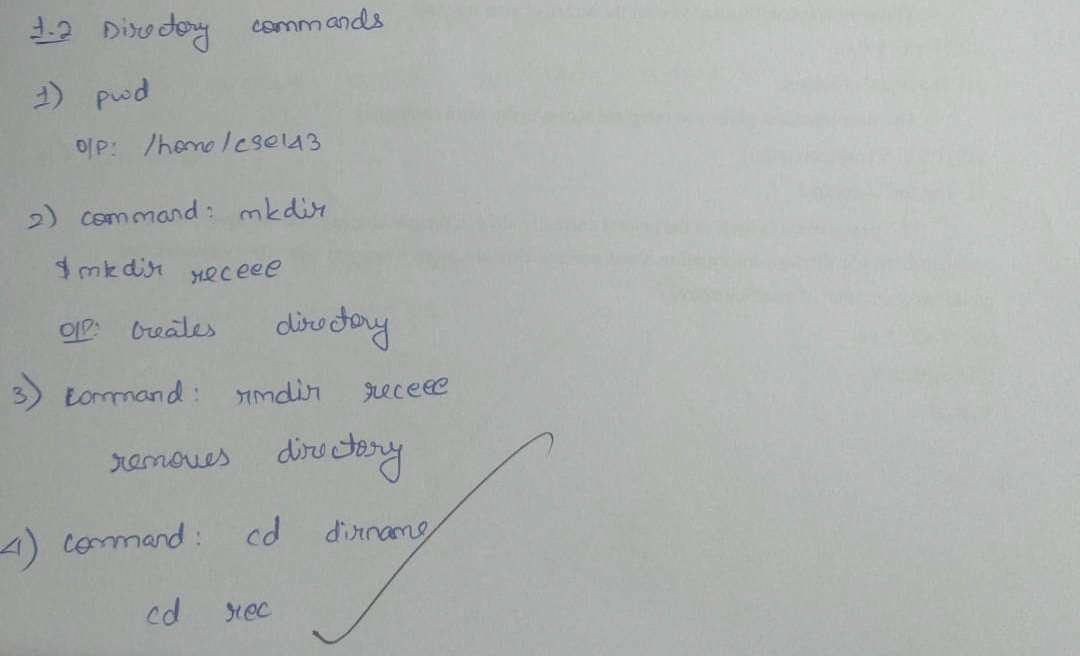 1.2 Directory commands
1) pwd
O/P: /home/cse143
2) command: mkdir
$ mkdir receee
O/P: creates directory
3) command: rmdir receee
removes directory
4) command: cd dirname
cd rec